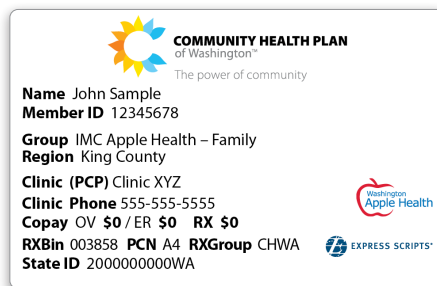 COMMUNITY HEALTH PLAN
of Washington™
The power of community
Name John Sample
Member ID 12345678
Group IMC Apple Health – Family
Region King County
Clinic (PCP) Clinic XYZ
Clinic Phone 555-555-5555
Copay OV $0 / ER $0 RX $0
RXBin 003858 PCN A4 RXGroup CHWA
State ID 2000000000WA
Washington
Apple Health
EXPRESS SCRIPTS®